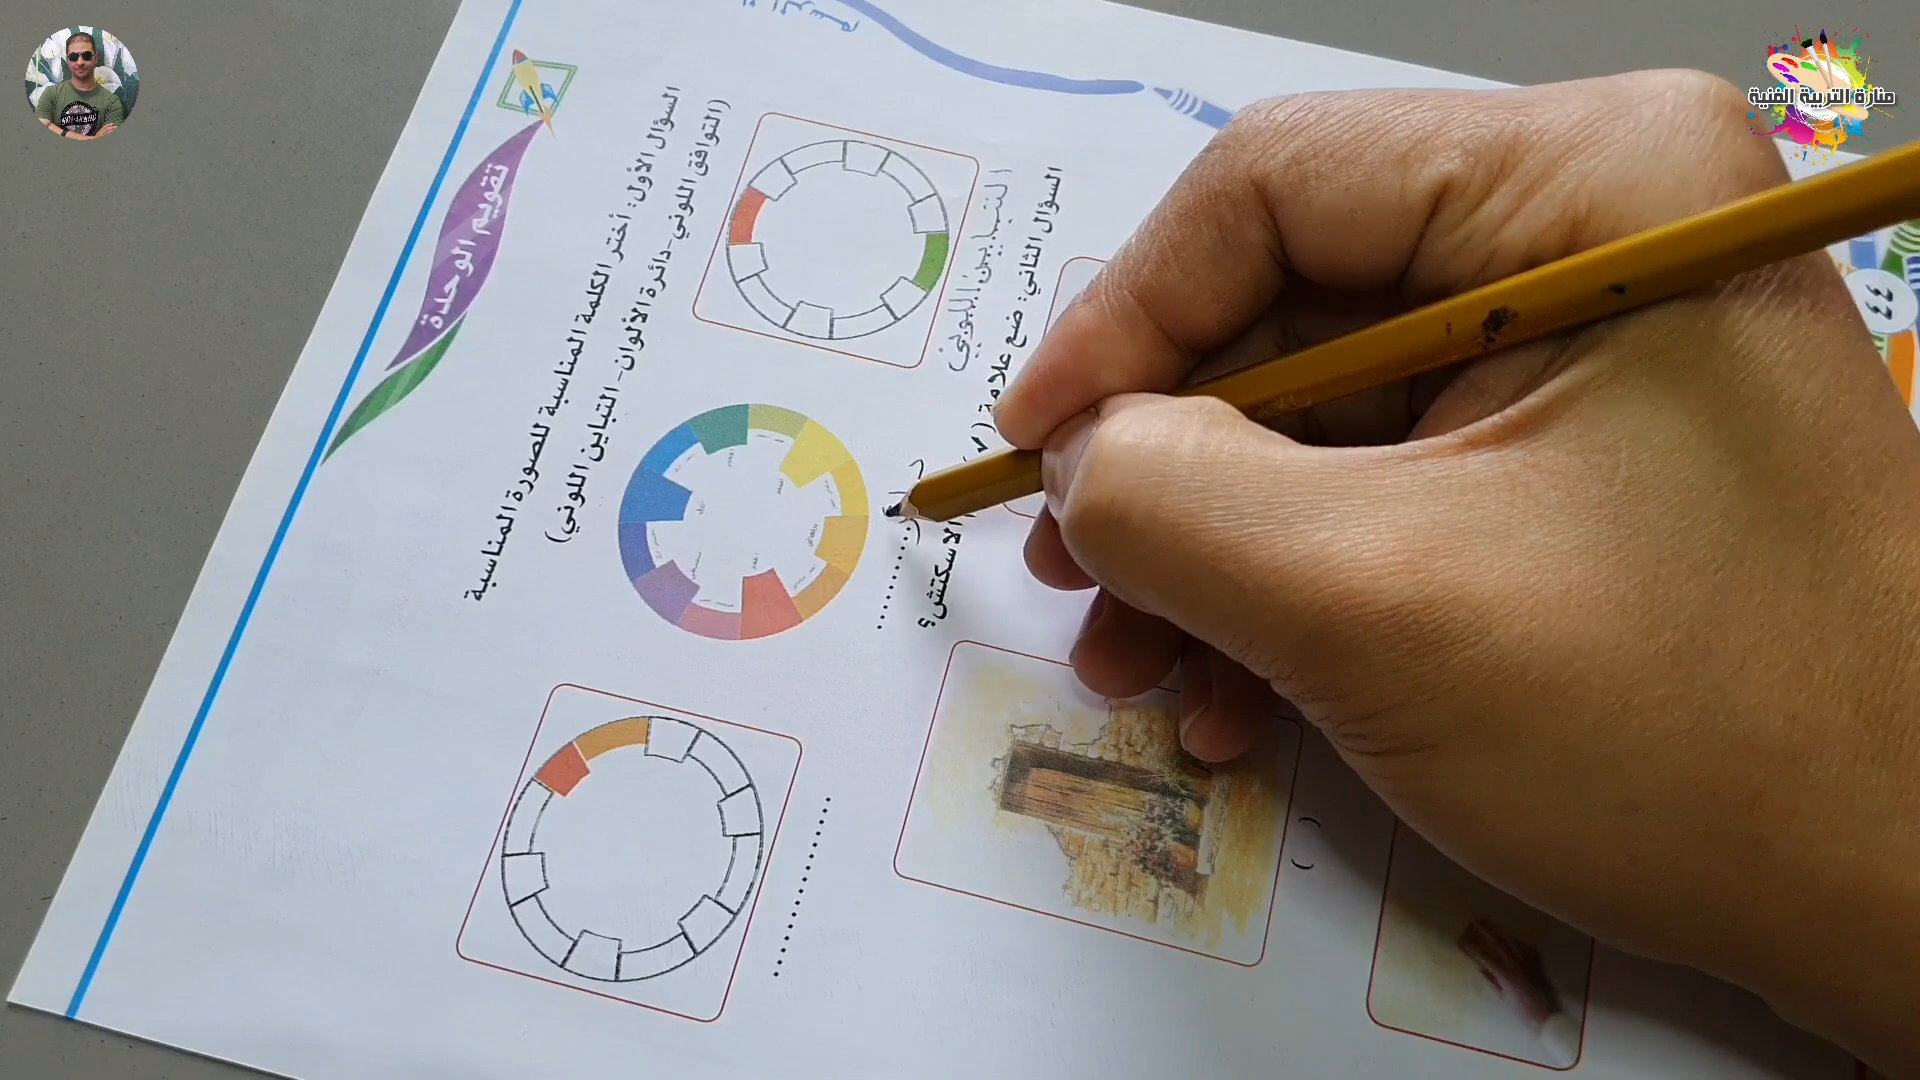 منارة التربية الفنية
تقويم الوحدة
السؤال الأول: أختر الكلمة المناسبة للصورة المناسبة
(التوافق اللوني-دائرة الألوان- التباين اللوني)
التباين اللوني
السؤال الثاني: ضع علامة (✓)
الاسكتش؟
( )
٤٤